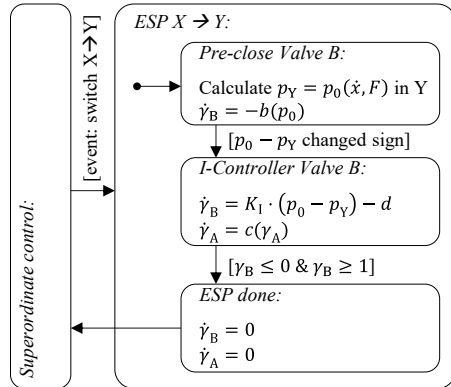 ESP X → Y:
Pre-close Valve B:
Calculate p_Y = p_0(ẋ, F) in Y
γ̇_B = −b(p_0)
[p_0 − p_Y changed sign]
I-Controller Valve B:
γ̇_B = K_I · (p_0 − p_Y) − d
γ̇_A = c(γ_A)
[γ_B ≤ 0 & γ_B ≥ 1]
ESP done:
γ̇_B = 0
γ̇_A = 0
[event: switch X→Y]
Superordinate control: